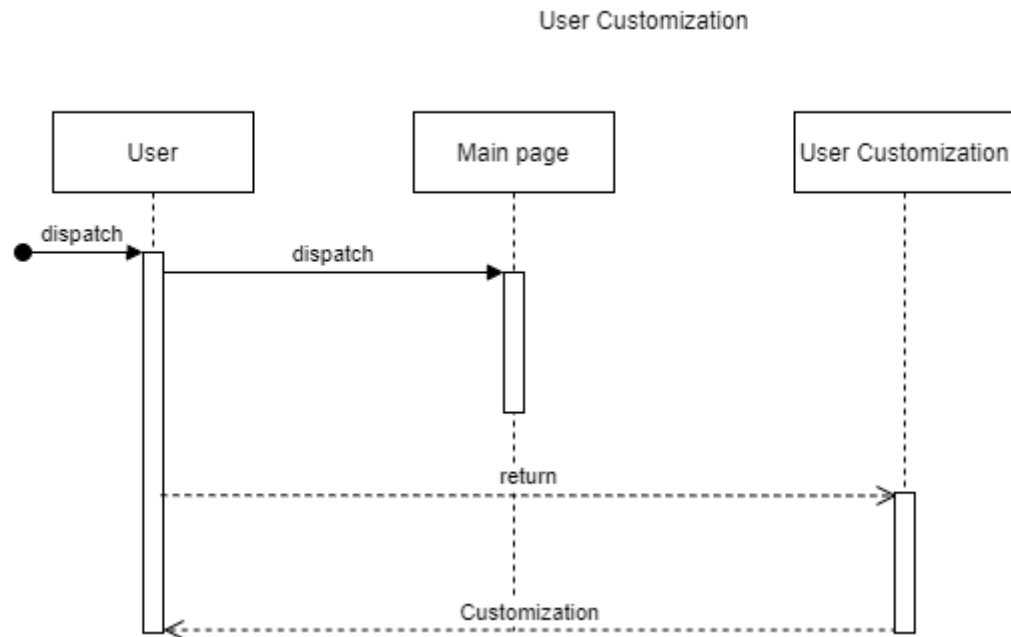 User Customization
User
Main page
User Customization
dispatch
dispatch
return
Customization